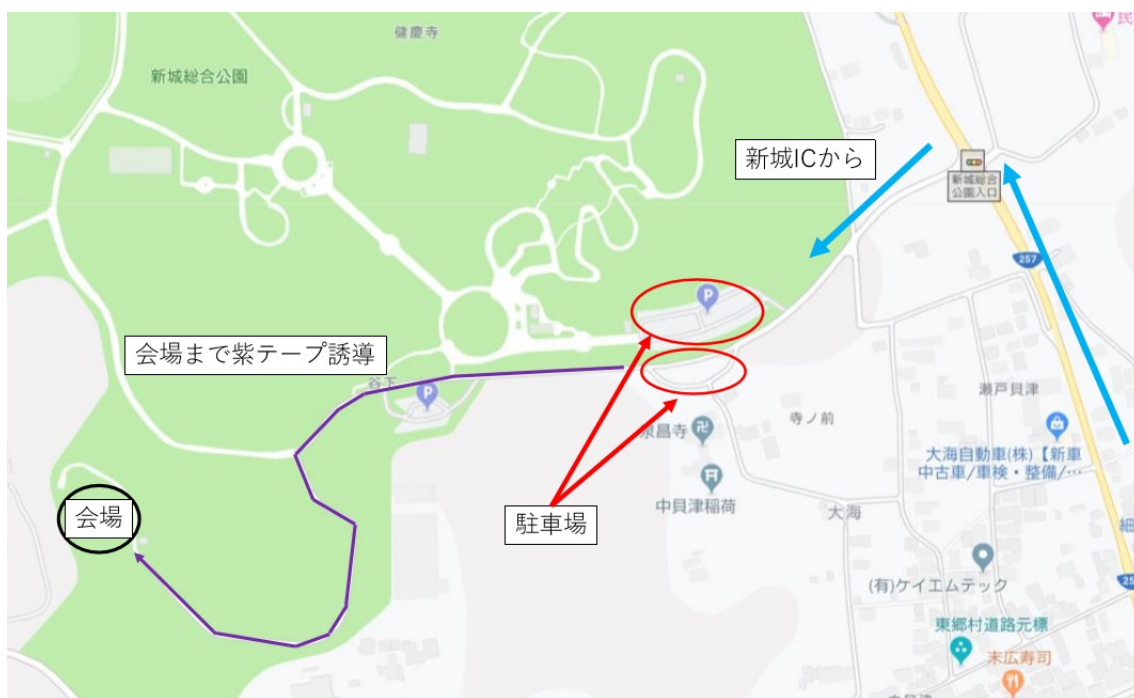 健慶寺
民
新城総合公園
新城ICから
新城総合
公園入口
257
P
会場まで紫テープ誘導
谷下
P
瀬戸貝津
寺ノ前
泉昌寺
大海自動車(株)【新車
中古車/車検・整備/…
中貝津稲荷
会場
駐車場
大海
細
25
(有)ケイエムテック
東郷村道路元標
末広寿司